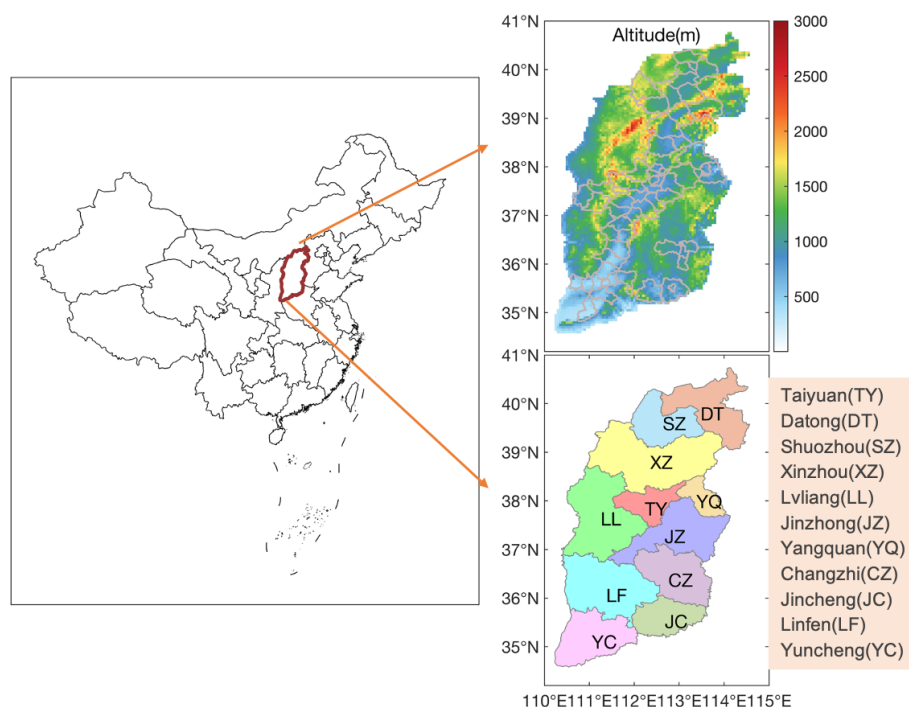 41°N
Altitude(m)
40°N
39°N
38°N
37°N
36°N
35°N
3000
2500
2000
1500
1000
500
41°N
40°N
39°N
38°N
37°N
36°N
35°N
DT
SZ
XZ
YQ
TY
LL
JZ
CZ
LF
JC
YC
110°E111°E112°E113°E114°E115°E
Taiyuan(TY)
Datong(DT)
Shuozhou(SZ)
Xinzhou(XZ)
Lvliang(LL)
Jinzhong(JZ)
Yangquan(YQ)
Changzhi(CZ)
Jincheng(JC)
Linfen(LF)
Yuncheng(YC)